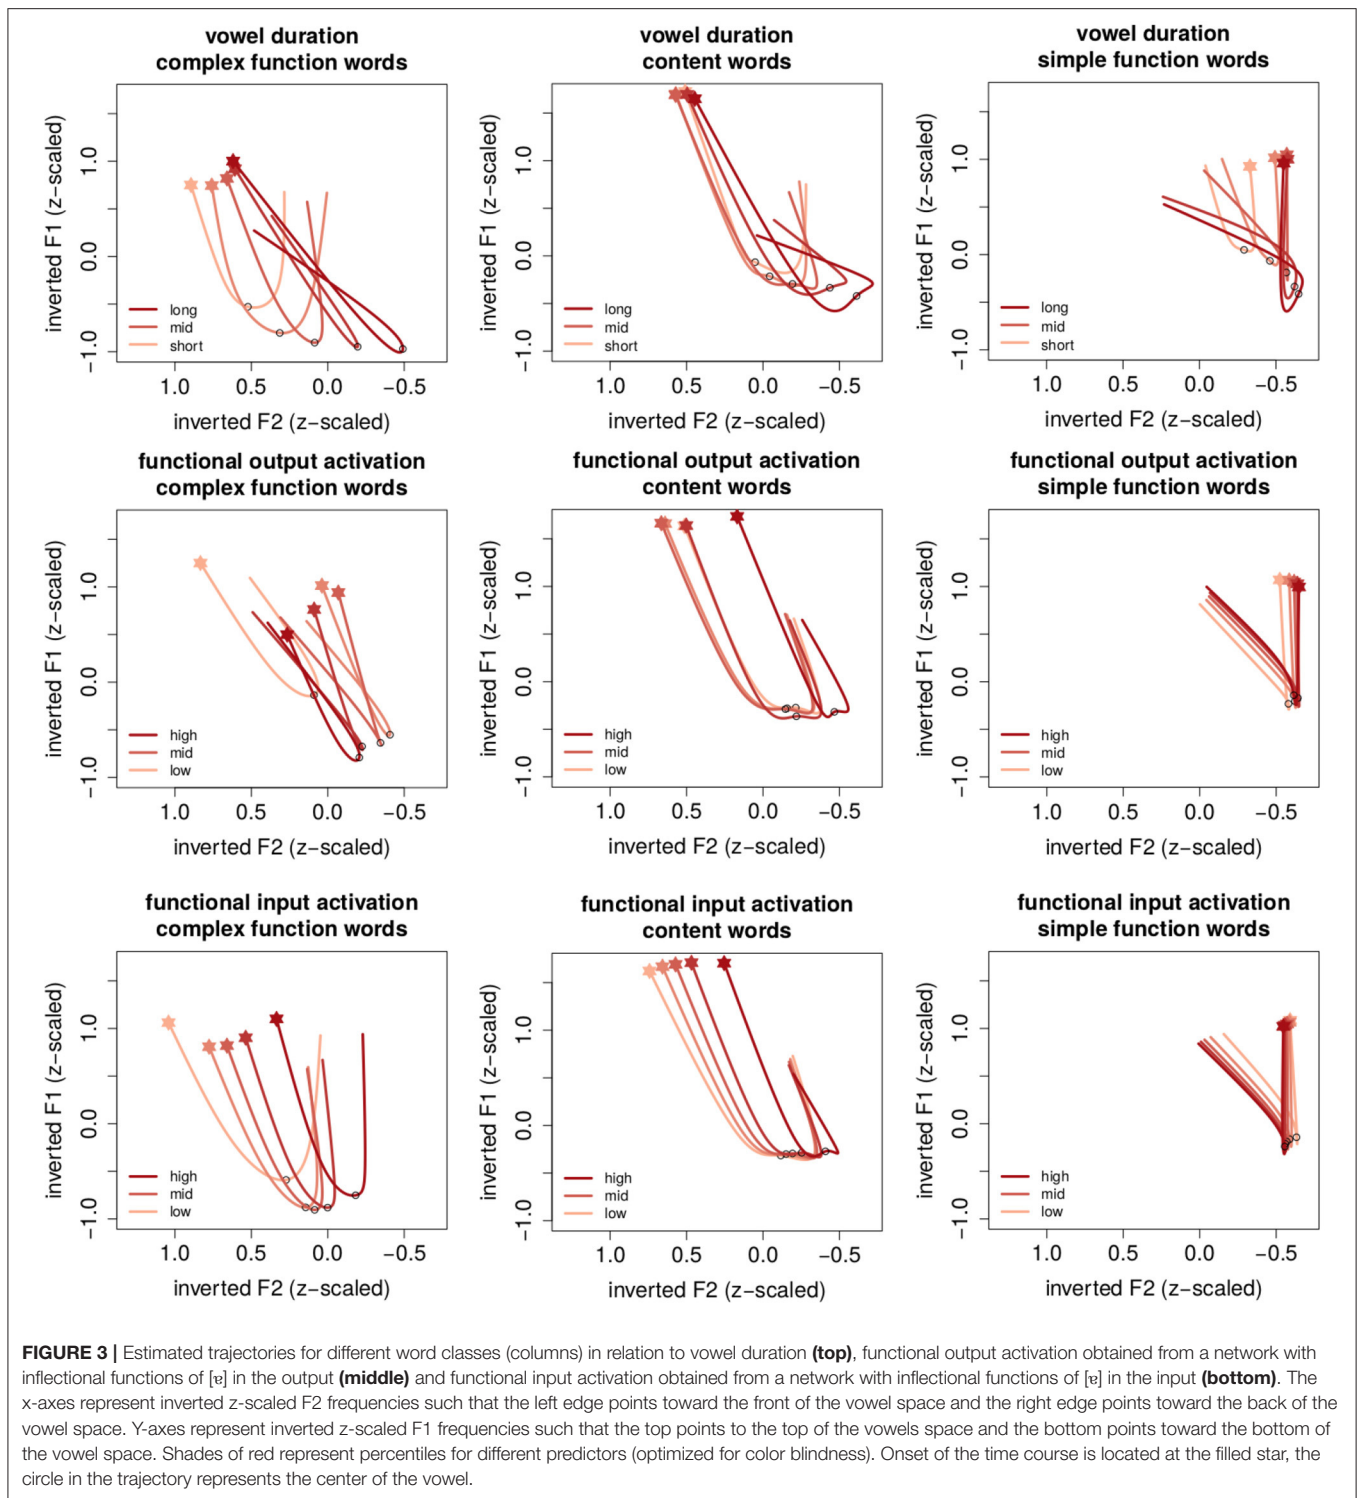 vowel duration
complex function words
inverted F1 (z−scaled)
1.0
0.0
−1.0
long
mid
short
1.0 0.5 0.0 −0.5
inverted F2 (z−scaled)
vowel duration
content words
inverted F1 (z−scaled)
1.0
0.0
−1.0
long
mid
short
1.0 0.5 0.0 −0.5
inverted F2 (z−scaled)
vowel duration
simple function words
inverted F1 (z−scaled)
1.0
0.0
−1.0
long
mid
short
1.0 0.5 0.0 −0.5
inverted F2 (z−scaled)
functional output activation
complex function words
inverted F1 (z−scaled)
1.0
0.0
−1.0
high
mid
low
1.0 0.5 0.0 −0.5
inverted F2 (z−scaled)
functional output activation
content words
inverted F1 (z−scaled)
1.0
0.0
−1.0
high
mid
low
1.0 0.5 0.0 −0.5
inverted F2 (z−scaled)
functional output activation
simple function words
inverted F1 (z−scaled)
1.0
0.0
−1.0
high
mid
low
1.0 0.5 0.0 −0.5
inverted F2 (z−scaled)
functional input activation
complex function words
inverted F1 (z−scaled)
1.0
0.0
−1.0
high
mid
low
1.0 0.5 0.0 −0.5
inverted F2 (z−scaled)
functional input activation
content words
inverted F1 (z−scaled)
1.0
0.0
−1.0
high
mid
low
1.0 0.5 0.0 −0.5
inverted F2 (z−scaled)
functional input activation
simple function words
inverted F1 (z−scaled)
1.0
0.0
−1.0
high
mid
low
1.0 0.5 0.0 −0.5
inverted F2 (z−scaled)
FIGURE 3 | Estimated trajectories for different word classes (columns) in relation to vowel duration (top), functional output activation obtained from a network with
inflectional functions of [ɐ] in the output (middle) and functional input activation obtained from a network with inflectional functions of [ɐ] in the input (bottom). The
x-axes represent inverted z-scaled F2 frequencies such that the left edge points toward the front of the vowel space and the right edge points toward the back of the
vowel space. Y-axes represent inverted z-scaled F1 frequencies such that the top points to the top of the vowels space and the bottom points toward the bottom of
the vowel space. Shades of red represent percentiles for different predictors (optimized for color blindness). Onset of the time course is located at the filled star, the
circle in the trajectory represents the center of the vowel.